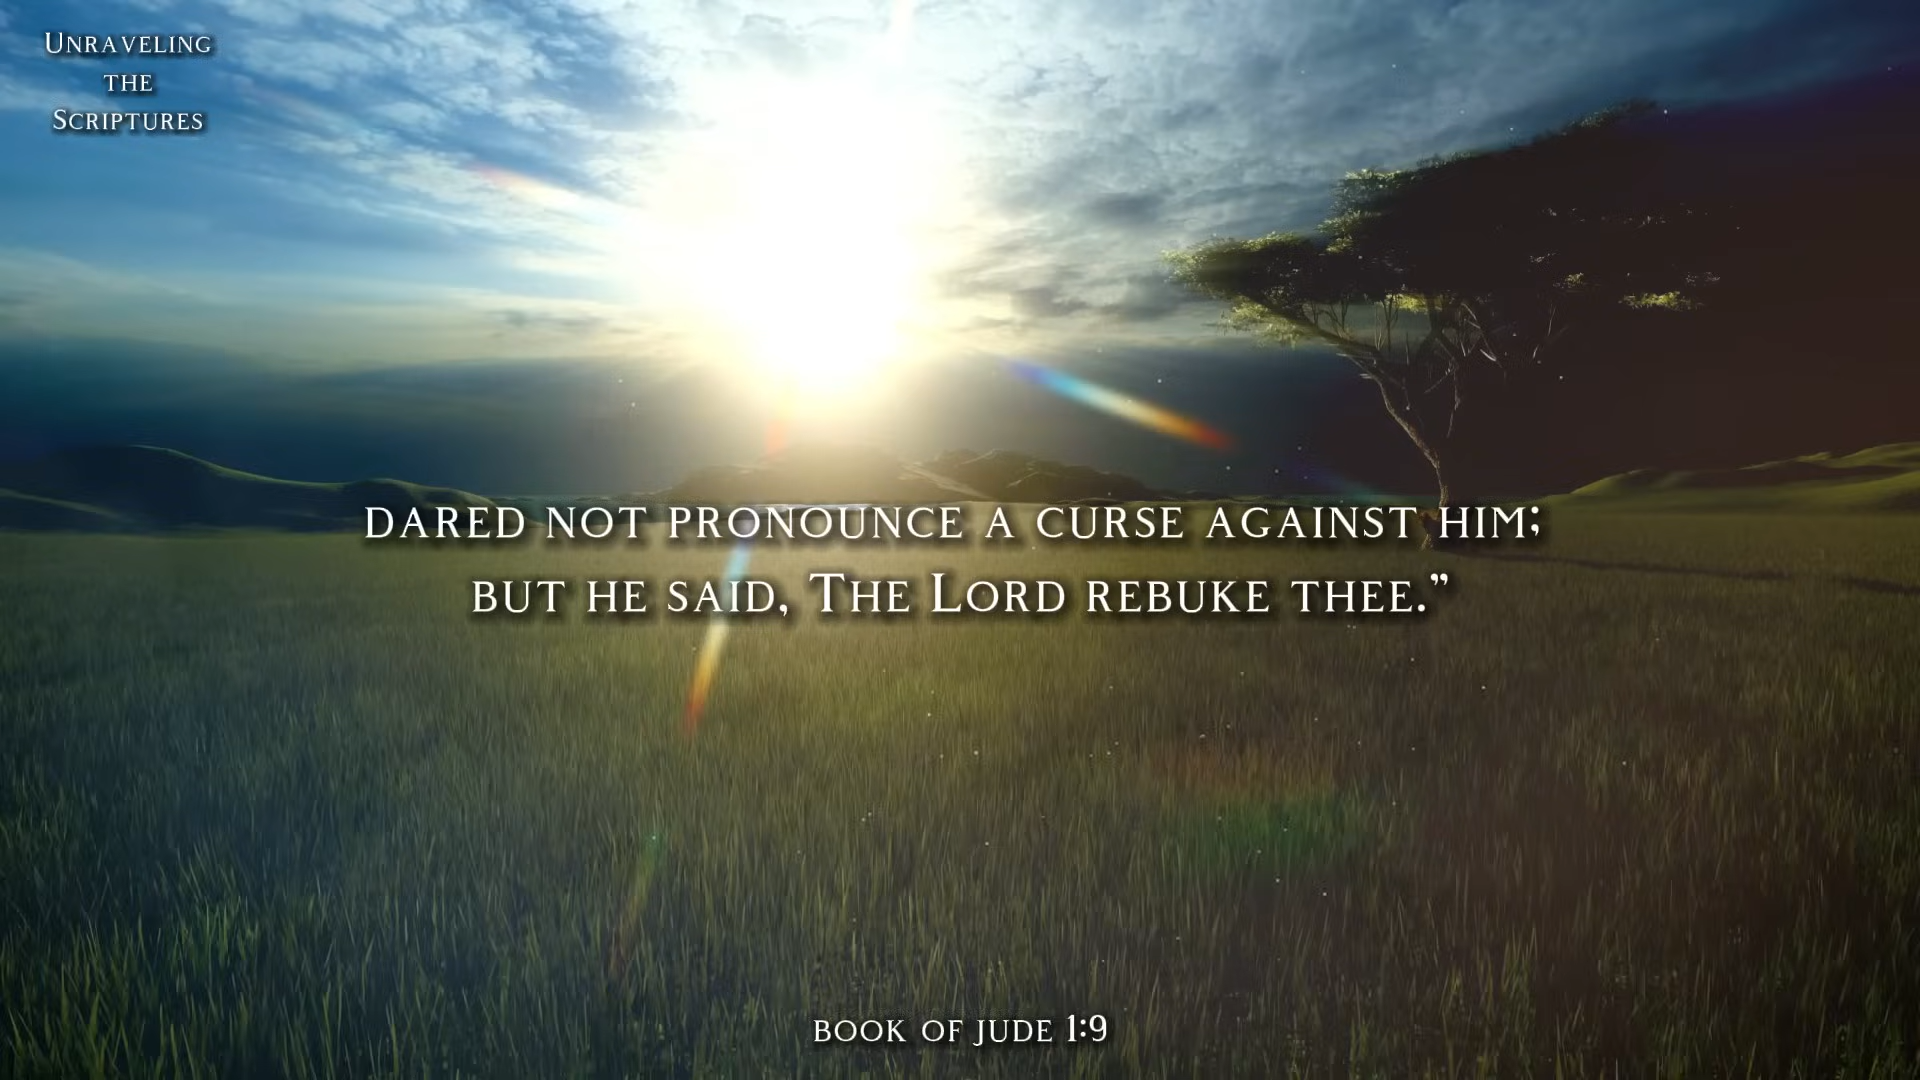 Unraveling
the
Scriptures
dared not pronounce a curse against him;
but he said, The Lord rebuke thee.”
book of jude 1:9